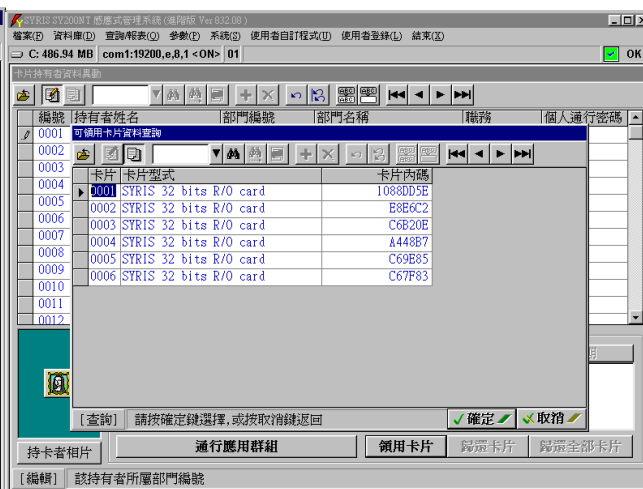 SYRIS SY200NT 感應式管理系統 (進階版 Ver 832.08 )
檔案(F) 資料庫(D) 查詢/報表(Q) 參數(P) 系統(S) 使用者自訂程式(U) 使用者登錄(L) 結束(X)
C: 486.94 MB com1:19200,e,8,1 <ON> 01 OK
卡片持有者資料異動
編號 持有者姓名 部門編號 部門名稱 職務 個人通行密碼
0001
0002
0003
0004
0005
0006
0007
0008
0009
0010
0011
0012
可領用卡片資料查詢
卡片 卡片型式 卡片內碼
0001 SYRIS 32 bits R/O card 1088DD5E
0002 SYRIS 32 bits R/O card E8E6C2
0003 SYRIS 32 bits R/O card C6B20E
0004 SYRIS 32 bits R/O card A448B7
0005 SYRIS 32 bits R/O card C69E85
0006 SYRIS 32 bits R/O card C67F83
[查詢] 請按確定鍵選擇,或按取消鍵返回 確定 取消
持卡者相片 通行應用群組 領用卡片 歸還卡片 歸還全部卡片
[編輯] 該持有者所屬部門編號